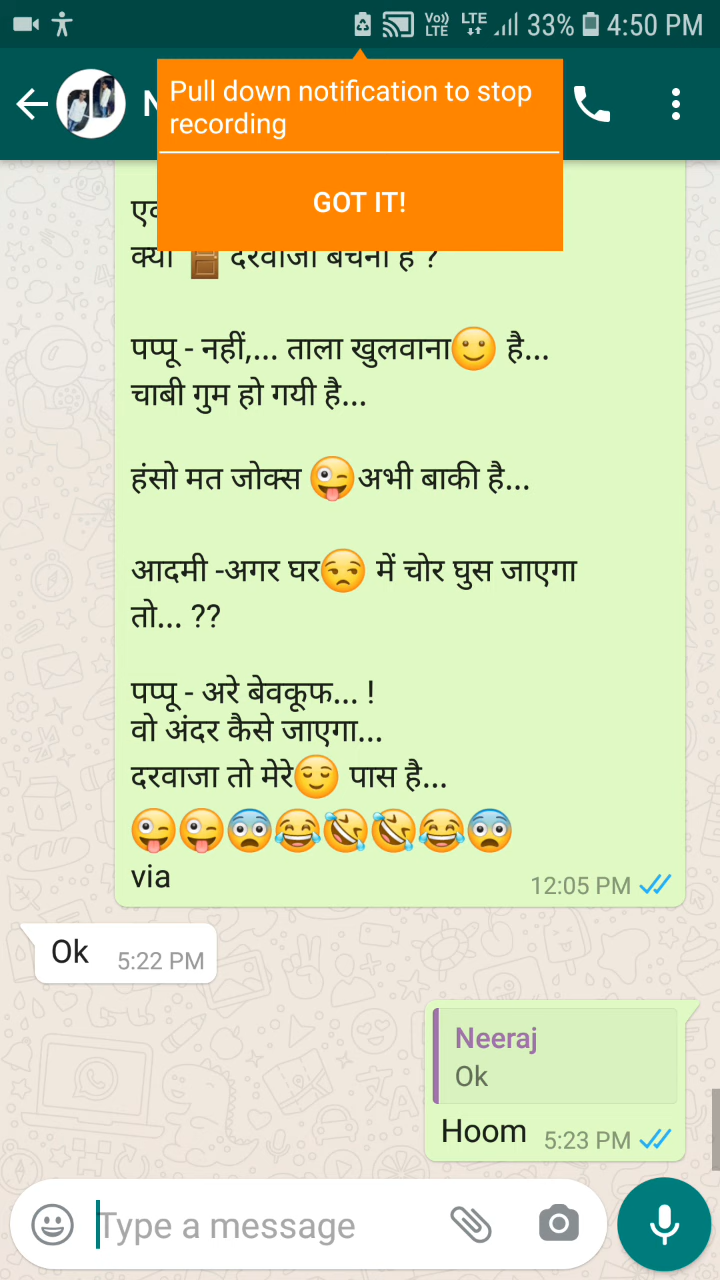 33% 4:50 PM
Pull down notification to stop
recording
GOT IT!
N
क्या 🚪 दरवाजा बेचना है ?
पप्पू - नहीं,... ताला खुलवाना🙂 है...
चाबी गुम हो गयी है...
हंसो मत जोक्स 😜अभी बाकी है...
आदमी -अगर घर😒 में चोर घुस जाएगा
तो... ??
पप्पू - अरे बेवकूफ... !
वो अंदर कैसे जाएगा...
दरवाजा तो मेरे😌 पास है...
😜😜😨😂🤣🤣😂😨
via
12:05 PM
Ok 5:22 PM
Neeraj
Ok
Hoom 5:23 PM
Type a message